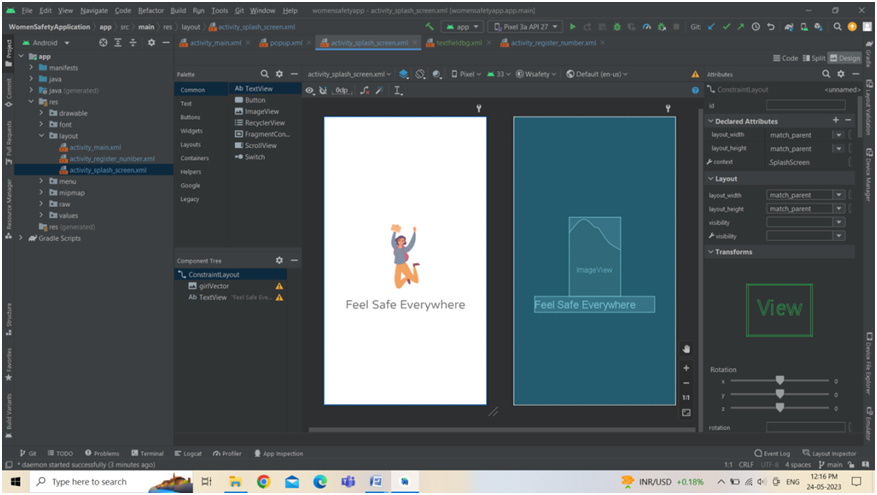 File Edit View Navigate Code Refactor Build Run Tools Git Window Help womensafetyapp - activity_splash_screen.xml [womensafetyapp.app.main]
WomenSafetyApplication app src main res layout activity_splash_screen.xml
app Pixel 3a API 27 Git:
Android
activity_main.xml popup.xml activity_splash_screen.xml textfieldbg.xml activity_register_number.xml
Code Split Design
app
manifests
java
java (generated)
res
drawable
font
layout
activity_main.xml
activity_register_number.xml
activity_splash_screen.xml
menu
mipmap
raw
values
res (generated)
Gradle Scripts
Project
Commit
Pull Requests
Resource Manager
Structure
Favorites
Build Variants
Palette
Common
Text
Buttons
Widgets
Layouts
Containers
Helpers
Google
Legacy
Ab TextView
Button
ImageView
RecyclerView
FragmentCon...
ScrollView
Switch
Component Tree
ConstraintLayout
girlVector
Ab TextView "Feel Safe Eve...
activity_splash_screen.xml Pixel 33 Wsafety Default (en-us)
0dp
Feel Safe Everywhere
ImageView
Feel Safe Everywhere
1:1
Attributes
ConstraintLayout <unnamed>
id
Declared Attributes
layout_width match_parent
layout_height match_parent
context .SplashScreen
Layout
layout_width match_parent
layout_height match_parent
visibility
visibility
Transforms
View
Rotation
x 0
y 0
z 0
rotation
Gradle
Layout Validation
Device Manager
Device File Explorer
Emulator
Git TODO Problems Terminal Logcat Profiler App Inspection Event Log Layout Inspector
* daemon started successfully (3 minutes ago) 1:1 CRLF UTF-8 4 spaces main
Type here to search INR/USD +0.18% ENG 12:16 PM
24-05-2023